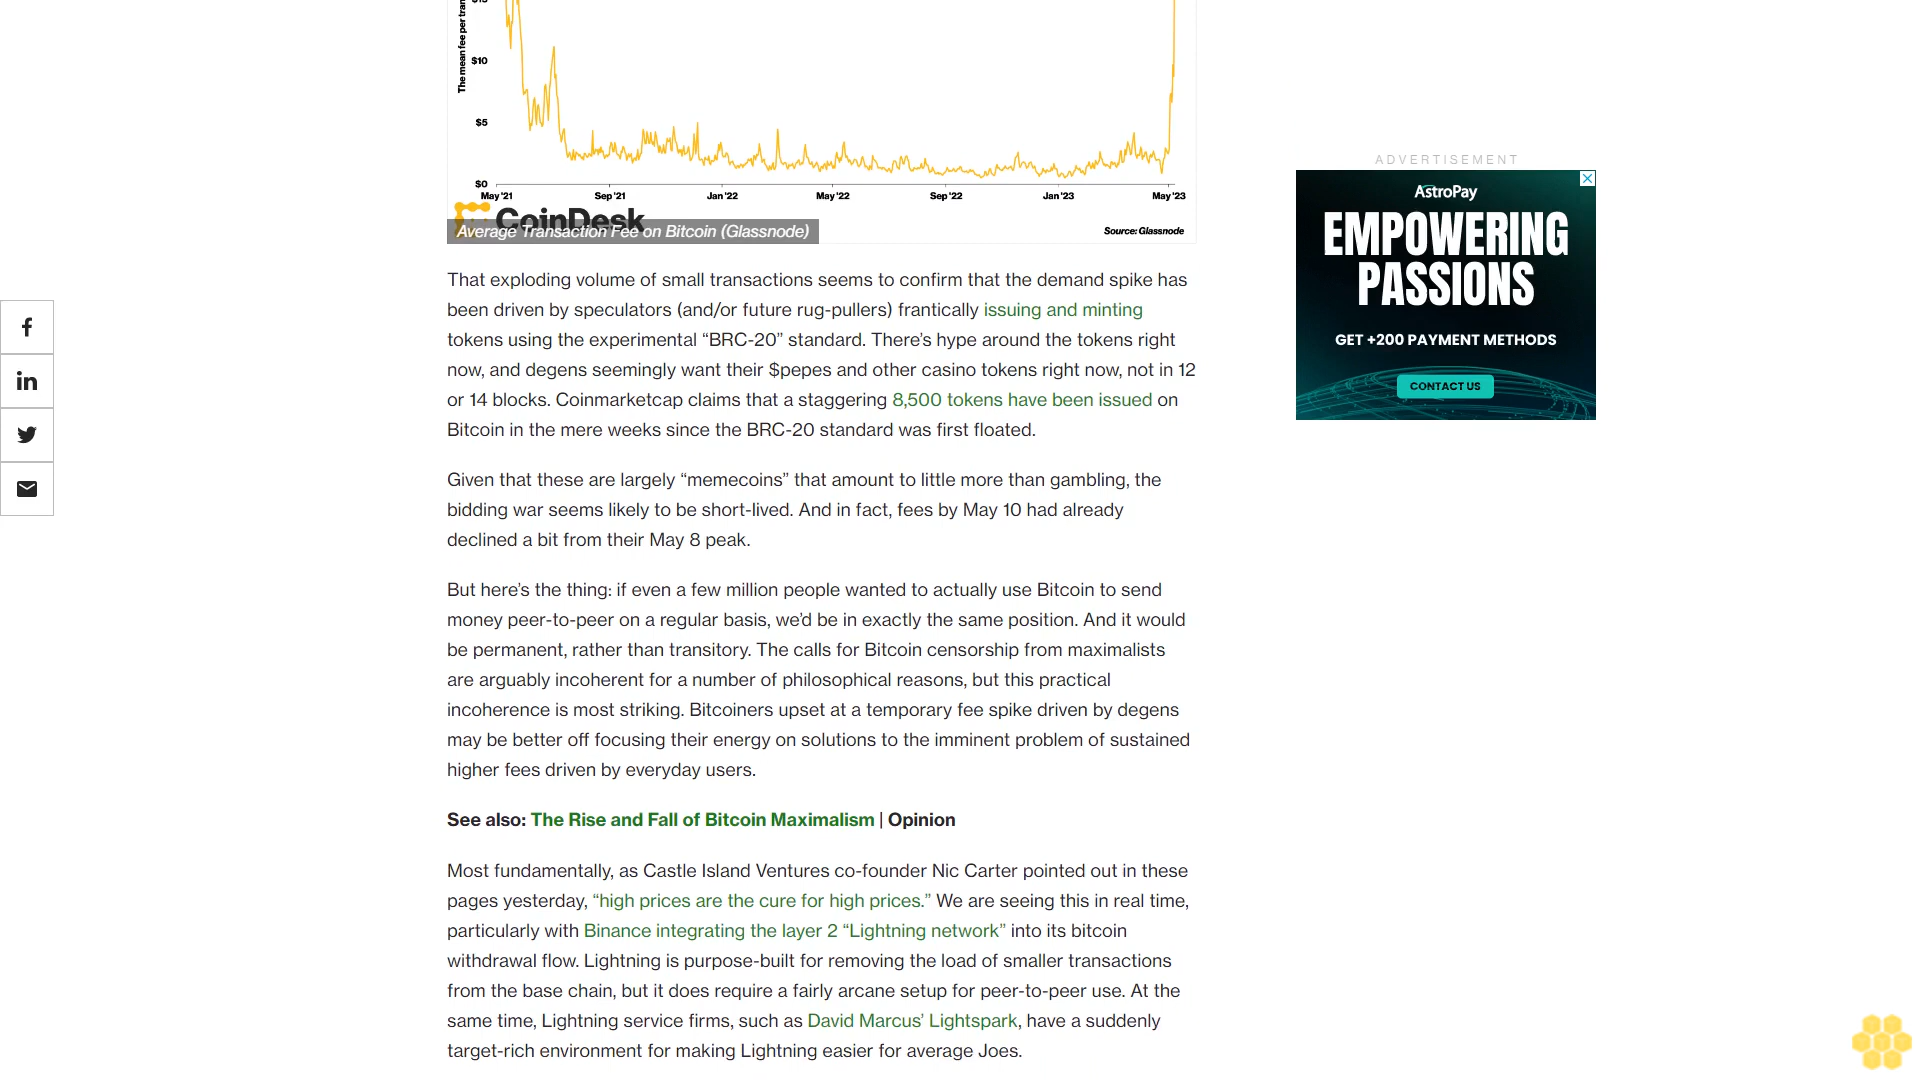 $15
The mean fee per tran
$10
$5
$0
May '21 Sep '21 Jan '22 May '22 Sep '22 Jan '23 May '23
CoinDesk
Average Transaction Fee on Bitcoin (Glassnode)
Source: Glassnode
That exploding volume of small transactions seems to confirm that the demand spike has
been driven by speculators (and/or future rug-pullers) frantically issuing and minting
tokens using the experimental “BRC-20” standard. There’s hype around the tokens right
now, and degens seemingly want their $pepes and other casino tokens right now, not in 12
or 14 blocks. Coinmarketcap claims that a staggering 8,500 tokens have been issued on
Bitcoin in the mere weeks since the BRC-20 standard was first floated.
Given that these are largely “memecoins” that amount to little more than gambling, the
bidding war seems likely to be short-lived. And in fact, fees by May 10 had already
declined a bit from their May 8 peak.
But here’s the thing: if even a few million people wanted to actually use Bitcoin to send
money peer-to-peer on a regular basis, we’d be in exactly the same position. And it would
be permanent, rather than transitory. The calls for Bitcoin censorship from maximalists
are arguably incoherent for a number of philosophical reasons, but this practical
incoherence is most striking. Bitcoiners upset at a temporary fee spike driven by degens
may be better off focusing their energy on solutions to the imminent problem of sustained
higher fees driven by everyday users.
See also: The Rise and Fall of Bitcoin Maximalism | Opinion
Most fundamentally, as Castle Island Ventures co-founder Nic Carter pointed out in these
pages yesterday, “high prices are the cure for high prices.” We are seeing this in real time,
particularly with Binance integrating the layer 2 “Lightning network” into its bitcoin
withdrawal flow. Lightning is purpose-built for removing the load of smaller transactions
from the base chain, but it does require a fairly arcane setup for peer-to-peer use. At the
same time, Lightning service firms, such as David Marcus’ Lightspark, have a suddenly
target-rich environment for making Lightning easier for average Joes.
ADVERTISEMENT
AstroPay
EMPOWERING
PASSIONS
GET +200 PAYMENT METHODS
CONTACT US